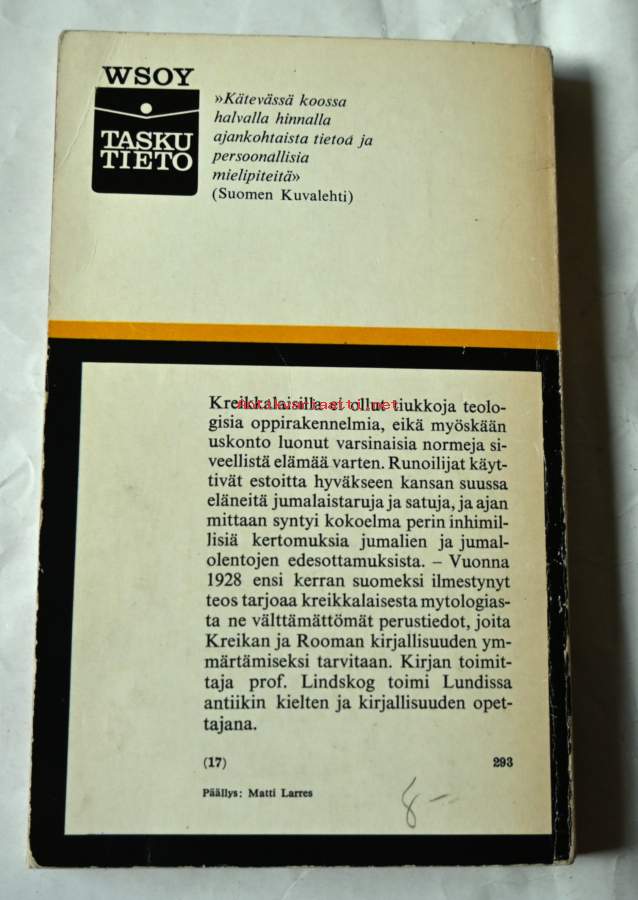 WSOY
TASKU
TIETO
»Kätevässä koossa
halvalla hinnalla
ajankohtaista tietoa ja
persoonallisia
mielipiteitä»
(Suomen Kuvalehti)
Kreikkalaisilla ei ollut tiukkoja teolo-
gisia oppirakennelmia, eikä myöskään
uskonto luonut varsinaisia normeja si-
veellistä elämää varten. Runoilijat käyt-
tivät estoitta hyväkseen kansan suussa
eläneitä jumalaistaruja ja satuja, ja ajan
mittaan syntyi kokoelma perin inhimil-
lisiä kertomuksia jumalien ja jumal-
olentojen edesottamuksista. – Vuonna
1928 ensi kerran suomeksi ilmestynyt
teos tarjoaa kreikkalaisesta mytologias-
ta ne välttämättömät perustiedot, joita
Kreikan ja Rooman kirjallisuuden ym-
märtämiseksi tarvitaan. Kirjan toimit-
taja prof. Lindskog toimi Lundissa
antiikin kielten ja kirjallisuuden opet-
tajana.
(17) 293
Päällys: Matti Larres
8–